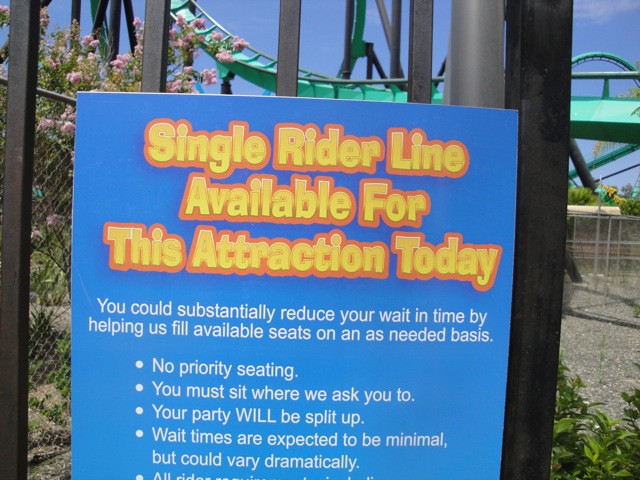 Single Rider Line
Available For
This Attraction Today
You could substantially reduce your wait in time by
helping us fill available seats on an as needed basis.
• No priority seating.
• You must sit where we ask you to.
• Your party WILL be split up.
• Wait times are expected to be minimal,
but could vary dramatically.
• All rider